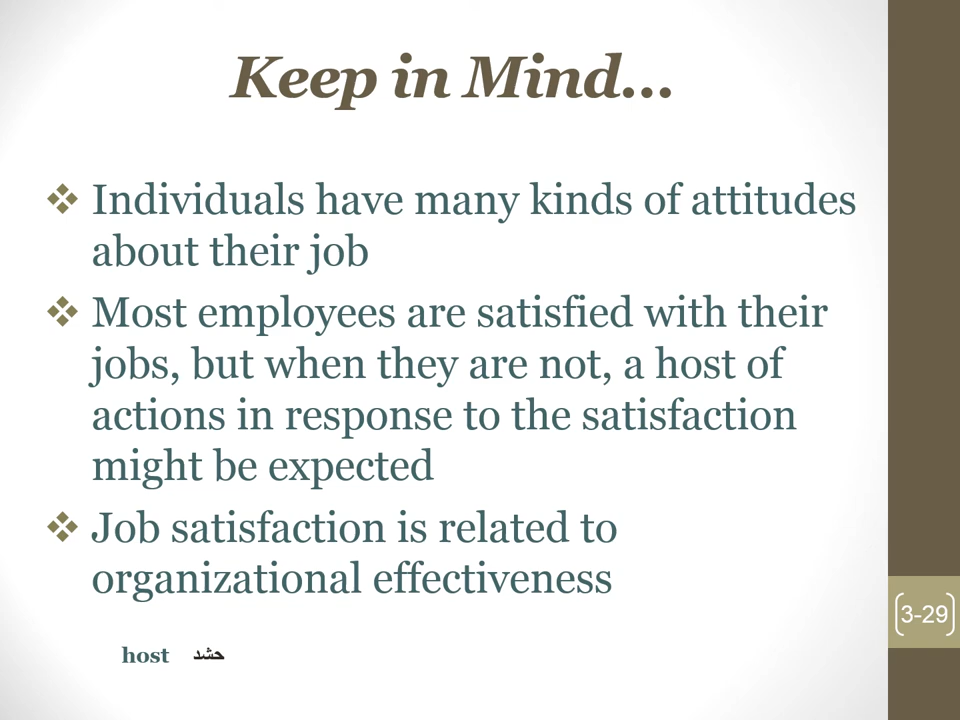 Keep in Mind...
❖ Individuals have many kinds of attitudes
about their job
❖ Most employees are satisfied with their
jobs, but when they are not, a host of
actions in response to the satisfaction
might be expected
❖ Job satisfaction is related to
organizational effectiveness
3-29
host حشد